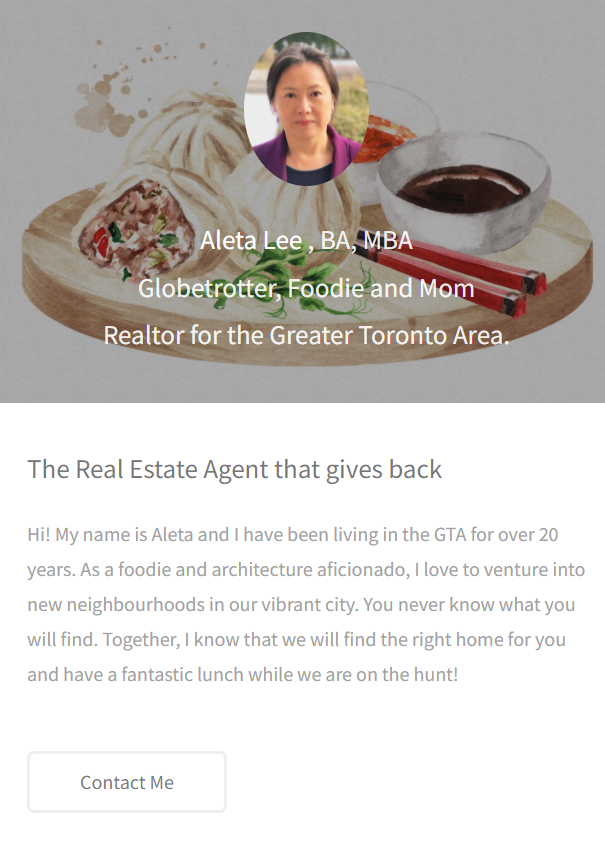 Aleta Lee , BA, MBA
Globetrotter, Foodie and Mom
Realtor for the Greater Toronto Area.
The Real Estate Agent that gives back
Hi! My name is Aleta and I have been living in the GTA for over 20
years. As a foodie and architecture aficionado, I love to venture into
new neighbourhoods in our vibrant city. You never know what you
will find. Together, I know that we will find the right home for you
and have a fantastic lunch while we are on the hunt!
Contact Me